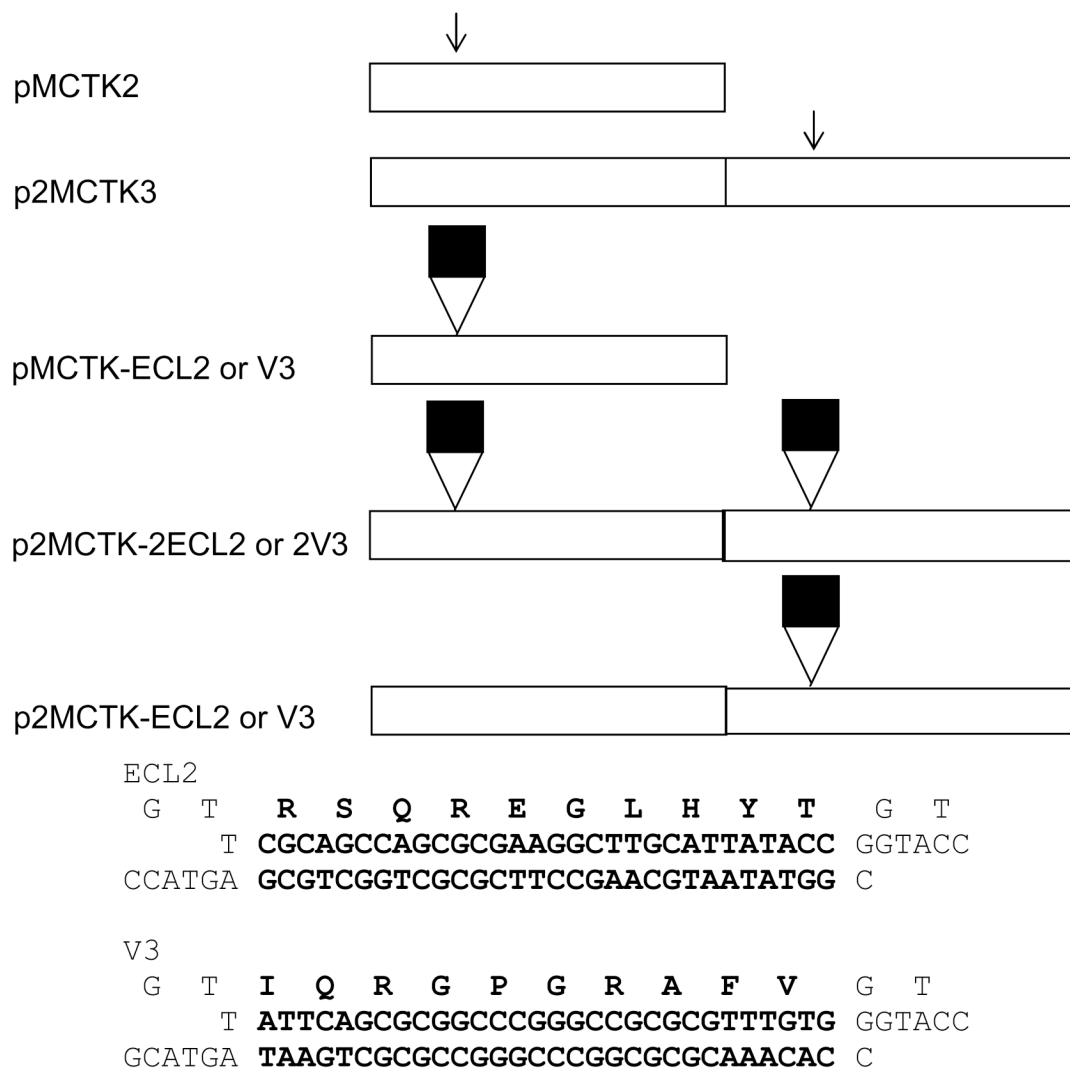 pMCTK2
p2MCTK3
pMCTK-ECL2 or V3
p2MCTK-2ECL2 or 2V3
p2MCTK-ECL2 or V3
ECL2
G T R S Q R E G L H Y T G T
T CGCAGCCAGCGCGAAGGCTTGCATTATACC GGTACC
CCATGA GCGTCGGTCGCGCTTCCGAACGTAATATGG C
V3
G T I Q R G P G R A F V G T
T ATTCAGCGCGGCCCGGGCCGCGCGTTTGTG GGTACC
GCATGA TAAGTCGCGCCGGGCCCGGCGCGCAAACAC C